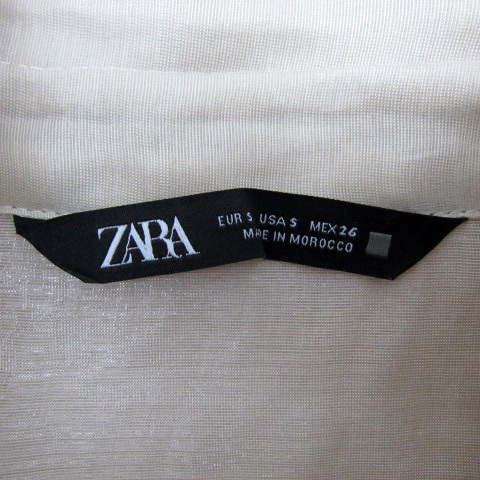 ZARA
EUR S USA S MEX 26
MADE IN MOROCCO